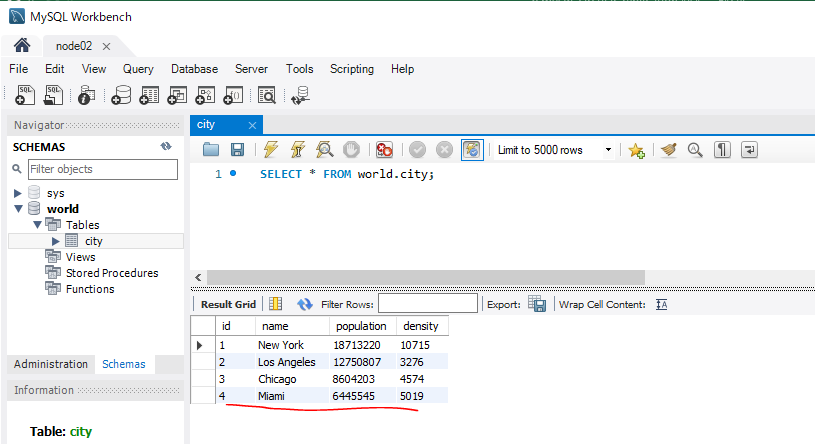 MySQL Workbench
node02
File Edit View Query Database Server Tools Scripting Help
Navigator
SCHEMAS
Filter objects
sys
world
Tables
city
Views
Stored Procedures
Functions
Administration Schemas
Information
Table: city
city
Limit to 5000 rows
1 SELECT * FROM world.city;
Result Grid Filter Rows: Export: Wrap Cell Content:
id name population density
1 New York 18713220 10715
2 Los Angeles 12750807 3276
3 Chicago 8604203 4574
4 Miami 6445545 5019